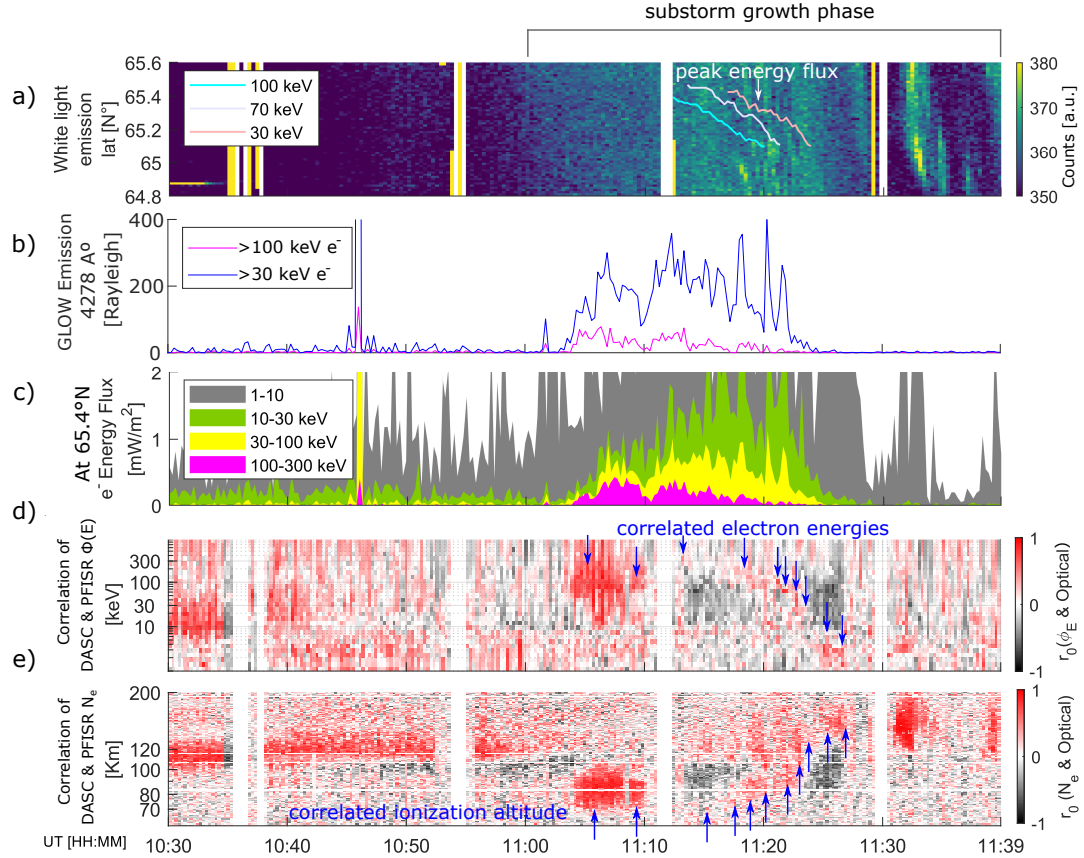 substorm growth phase
a)
White light
emission
lat [N°]
65.6
65.4
65.2
65
64.8
100 keV
70 keV
30 keV
peak energy flux
380
370
360
350
Counts [a.u.]
b)
GLOW Emission
4278 Aº
[Rayleigh]
400
200
0
>100 keV e-
>30 keV e-
c)
At 65.4°N
e- Energy Flux
[mW/m²]
2
1
0
1-10
10-30 keV
30-100 keV
100-300 keV
d)
Correlation of
DASC & PFISR Φ(E)
[keV]
300
100
30
10
correlated electron energies
1
0
-1
r₀(ϕ_E & Optical)
e)
Correlation of
DASC & PFISR Nₑ
[Km]
200
120
100
80
70
correlated Ionization altitude
1
0
-1
r₀ (Nₑ & Optical)
UT [HH:MM]
10:30
10:40
10:50
11:00
11:10
11:20
11:30
11:39